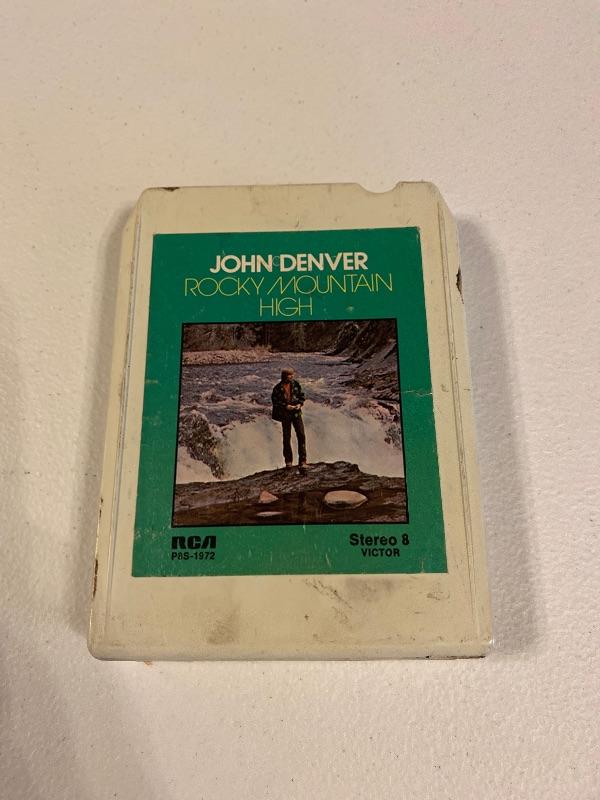 JOHN DENVER
ROCKY MOUNTAIN
HIGH
RCA
P8S-1972
Stereo 8
VICTOR